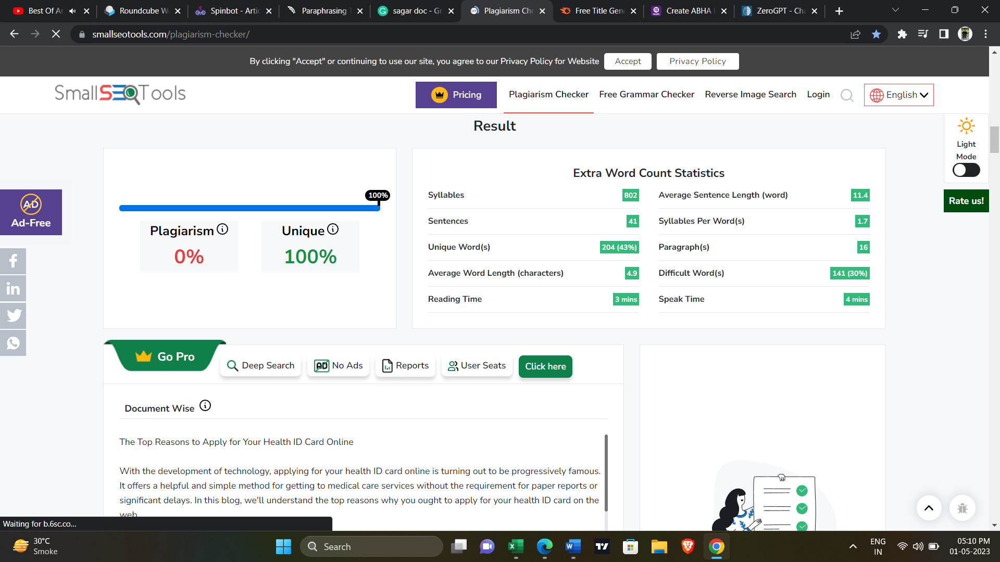 Best Of Ar
Roundcube W
Spinbot - Artic
Paraphrasing T
sagar doc - Gr
Plagiarism Che
Free Title Gene
Create ABHA
ZeroGPT - Cha
smallseotools.com/plagiarism-checker/
By clicking "Accept" or continuing to use our site, you agree to our Privacy Policy for Website
Accept
Privacy Policy
SmallSEOTools
Pricing
Plagiarism Checker
Free Grammar Checker
Reverse Image Search
Login
English
Result
Light
Mode
Rate us!
AD
Ad-Free
100%
Plagiarism
0%
Unique
100%
Extra Word Count Statistics
Syllables 802
Average Sentence Length (word) 11.4
Sentences 41
Syllables Per Word(s) 1.7
Unique Word(s) 204 (43%)
Paragraph(s) 16
Average Word Length (characters) 4.9
Difficult Word(s) 141 (30%)
Reading Time 3 mins
Speak Time 4 mins
Go Pro
Deep Search
AD No Ads
Reports
User Seats
Click here
Document Wise
The Top Reasons to Apply for Your Health ID Card Online
With the development of technology, applying for your health ID card online is turning out to be progressively famous.
It offers a helpful and simple method for getting to medical care services without the requirement for paper reports or
significant delays. In this blog, we'll understand the top reasons why you ought to apply for your health ID card on the
web.
Waiting for b.6sc.co...
30°C
Smoke
Search
ENG
IN
05:10 PM
01-05-2023